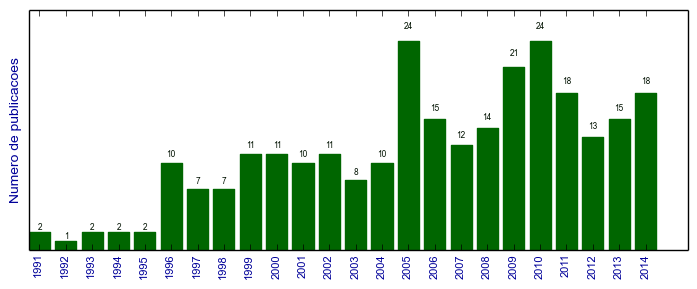 Numero de publicacoes
2 1 2 2 2 10 7 7 11 11 10 11 8 10 24 15 12 14 21 24 18 13 15 18
1991 1992 1993 1994 1995 1996 1997 1998 1999 2000 2001 2002 2003 2004 2005 2006 2007 2008 2009 2010 2011 2012 2013 2014